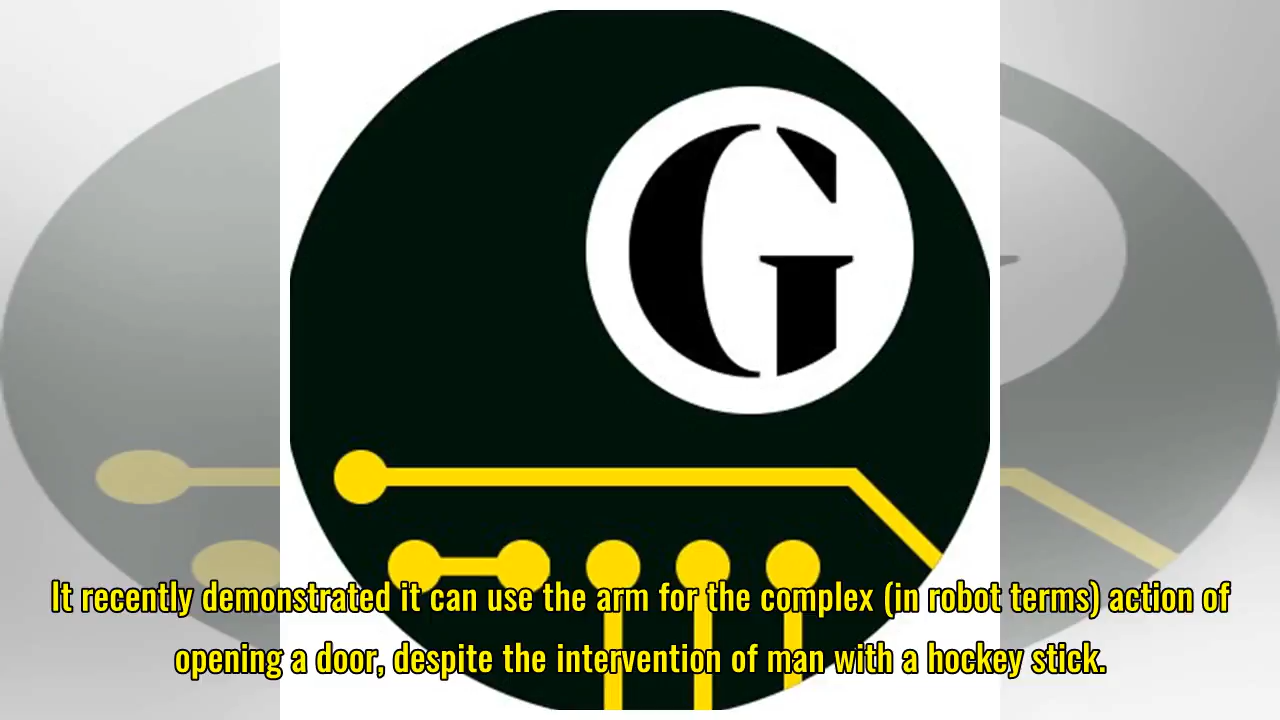 G
It recently demonstrated it can use the arm for the complex (in robot terms) action of
opening a door, despite the intervention of man with a hockey stick.